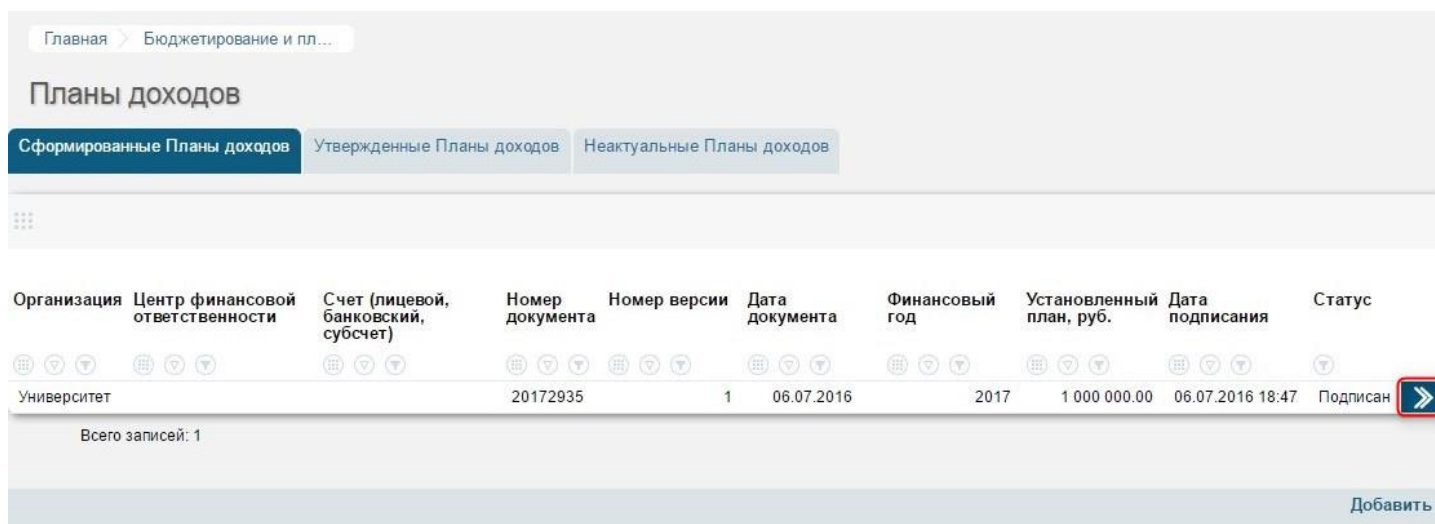 Главная Бюджетирование и пл...
Планы доходов
Сформированные Планы доходов Утвержденные Планы доходов Неактуальные Планы доходов
Организация Центр финансовой ответственности Счет (лицевой, банковский, субсчет) Номер документа Номер версии Дата документа Финансовый год Установленный план, руб. Дата подписания Статус
Университет 20172935 1 06.07.2016 2017 1 000 000.00 06.07.2016 18:47 Подписан
Всего записей: 1
Добавить